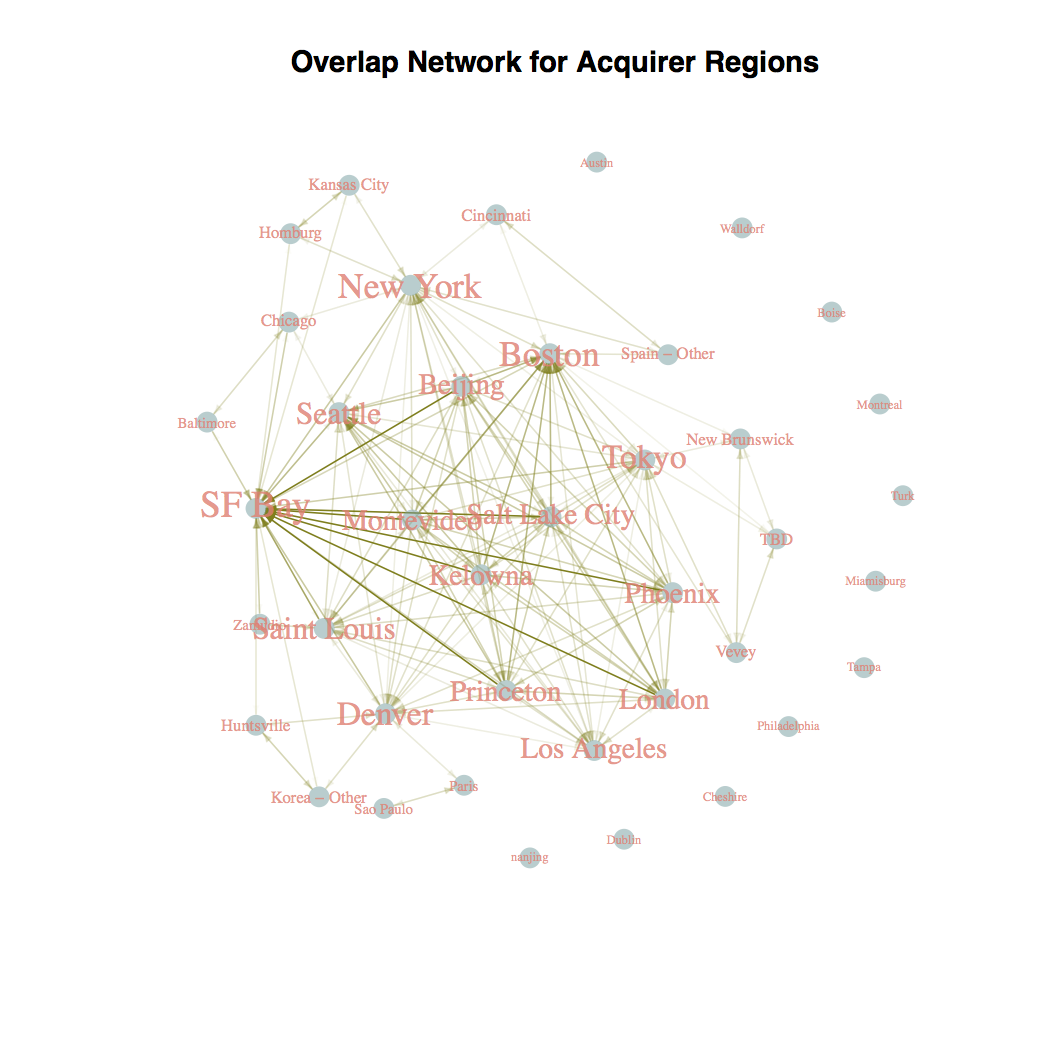 Overlap Network for Acquirer Regions
Austin
Kansas City
Cincinnati
Walldorf
Homburg
New York
Boise
Chicago
Boston
Spain – Other
Beijing
Montreal
Seattle
Baltimore
New Brunswick
Tokyo
Turk
SF Bay
Montevideo
Salt Lake City
TBD
Kelowna
Miamisburg
Phoenix
Zamudio
Saint Louis
Vevey
Tampa
Princeton
London
Denver
Huntsville
Philadelphia
Los Angeles
Paris
Korea – Other
Cheshire
Sao Paulo
Dublin
nanjing